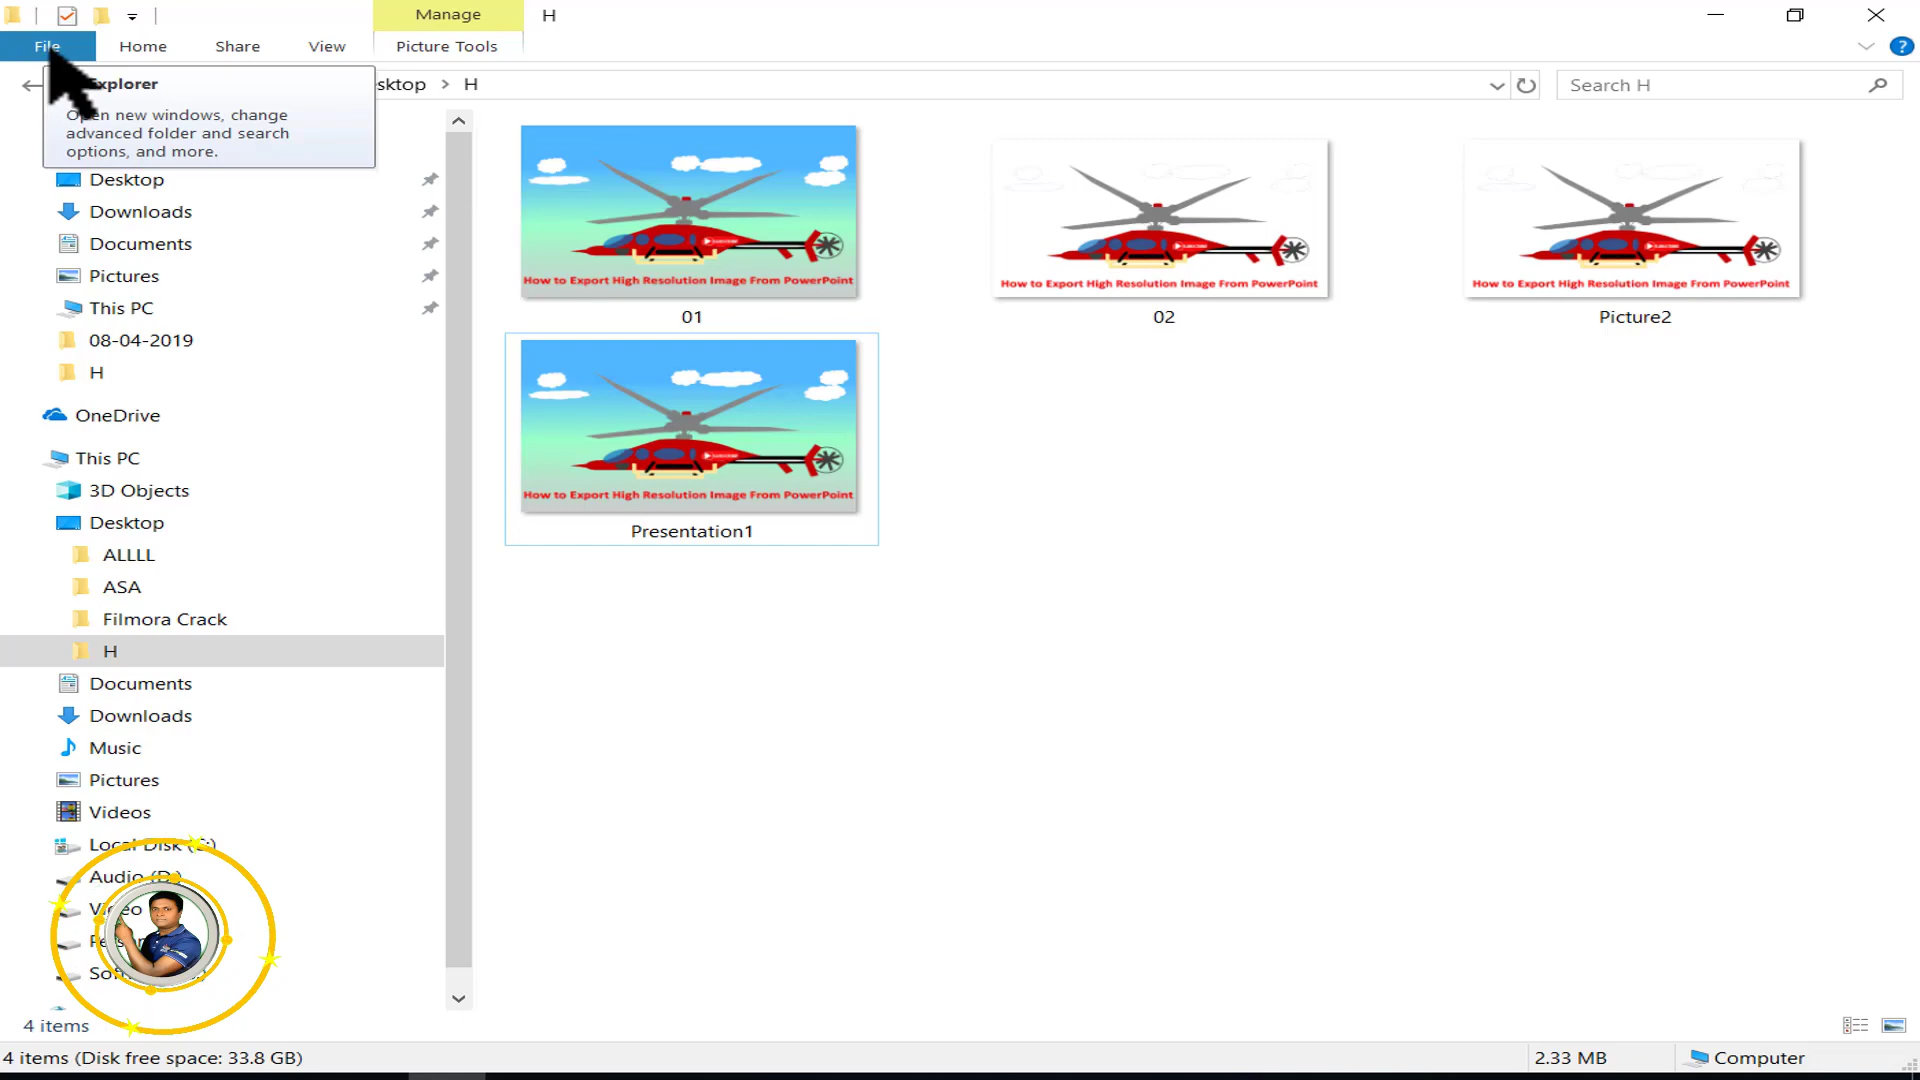 Manage
H
File
Home
Share
View
Picture Tools
Explorer
Open new windows, change
advanced folder and search
options, and more.
H
Search H
Desktop
Downloads
Documents
Pictures
This PC
08-04-2019
H
OneDrive
This PC
3D Objects
Desktop
ALLLL
ASA
Filmora Crack
H
Documents
Downloads
Music
Pictures
Videos
Local Disk
Audio
How to Export High Resolution Image From PowerPoint
01
How to Export High Resolution Image From PowerPoint
02
How to Export High Resolution Image From PowerPoint
Picture2
How to Export High Resolution Image From PowerPoint
Presentation1
4 items
4 items (Disk free space: 33.8 GB)
2.33 MB
Computer